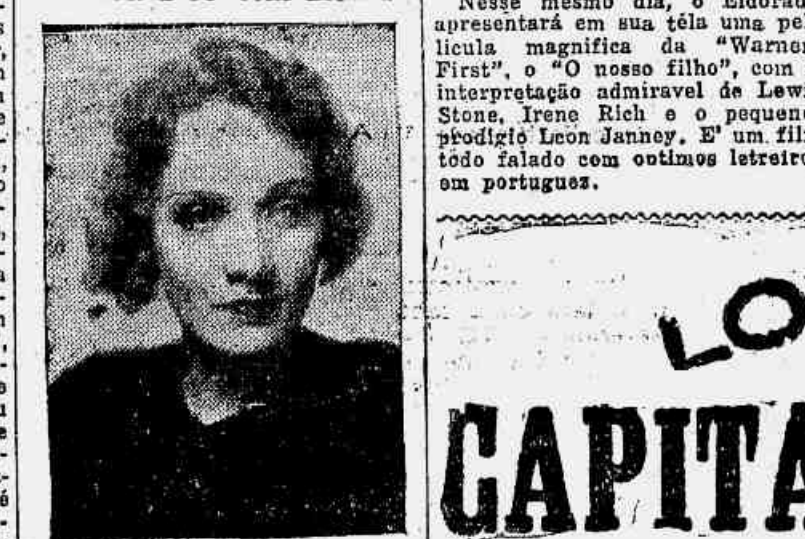 Nesse mesmo dia, o Eldorad
apresentará em sua téla uma pe
licula magnifica da "Warner
First", o "O nosso filho", com
interpretação admiravel de Lewi
Stone, Irene Rich e o pequen
prodigio Leon Janney. E' um fil
todo falado com optimos letreiro
em portuguez.
LO
CAPITA